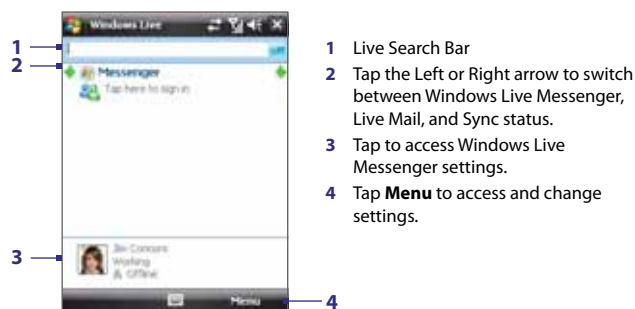 Windows Live
1
2
Messenger
Tap here to sign in
3
Jim
Working
Offline
Menu
4
1 Live Search Bar
2 Tap the Left or Right arrow to switch
between Windows Live Messenger,
Live Mail, and Sync status.
3 Tap to access Windows Live
Messenger settings.
4 Tap Menu to access and change
settings.